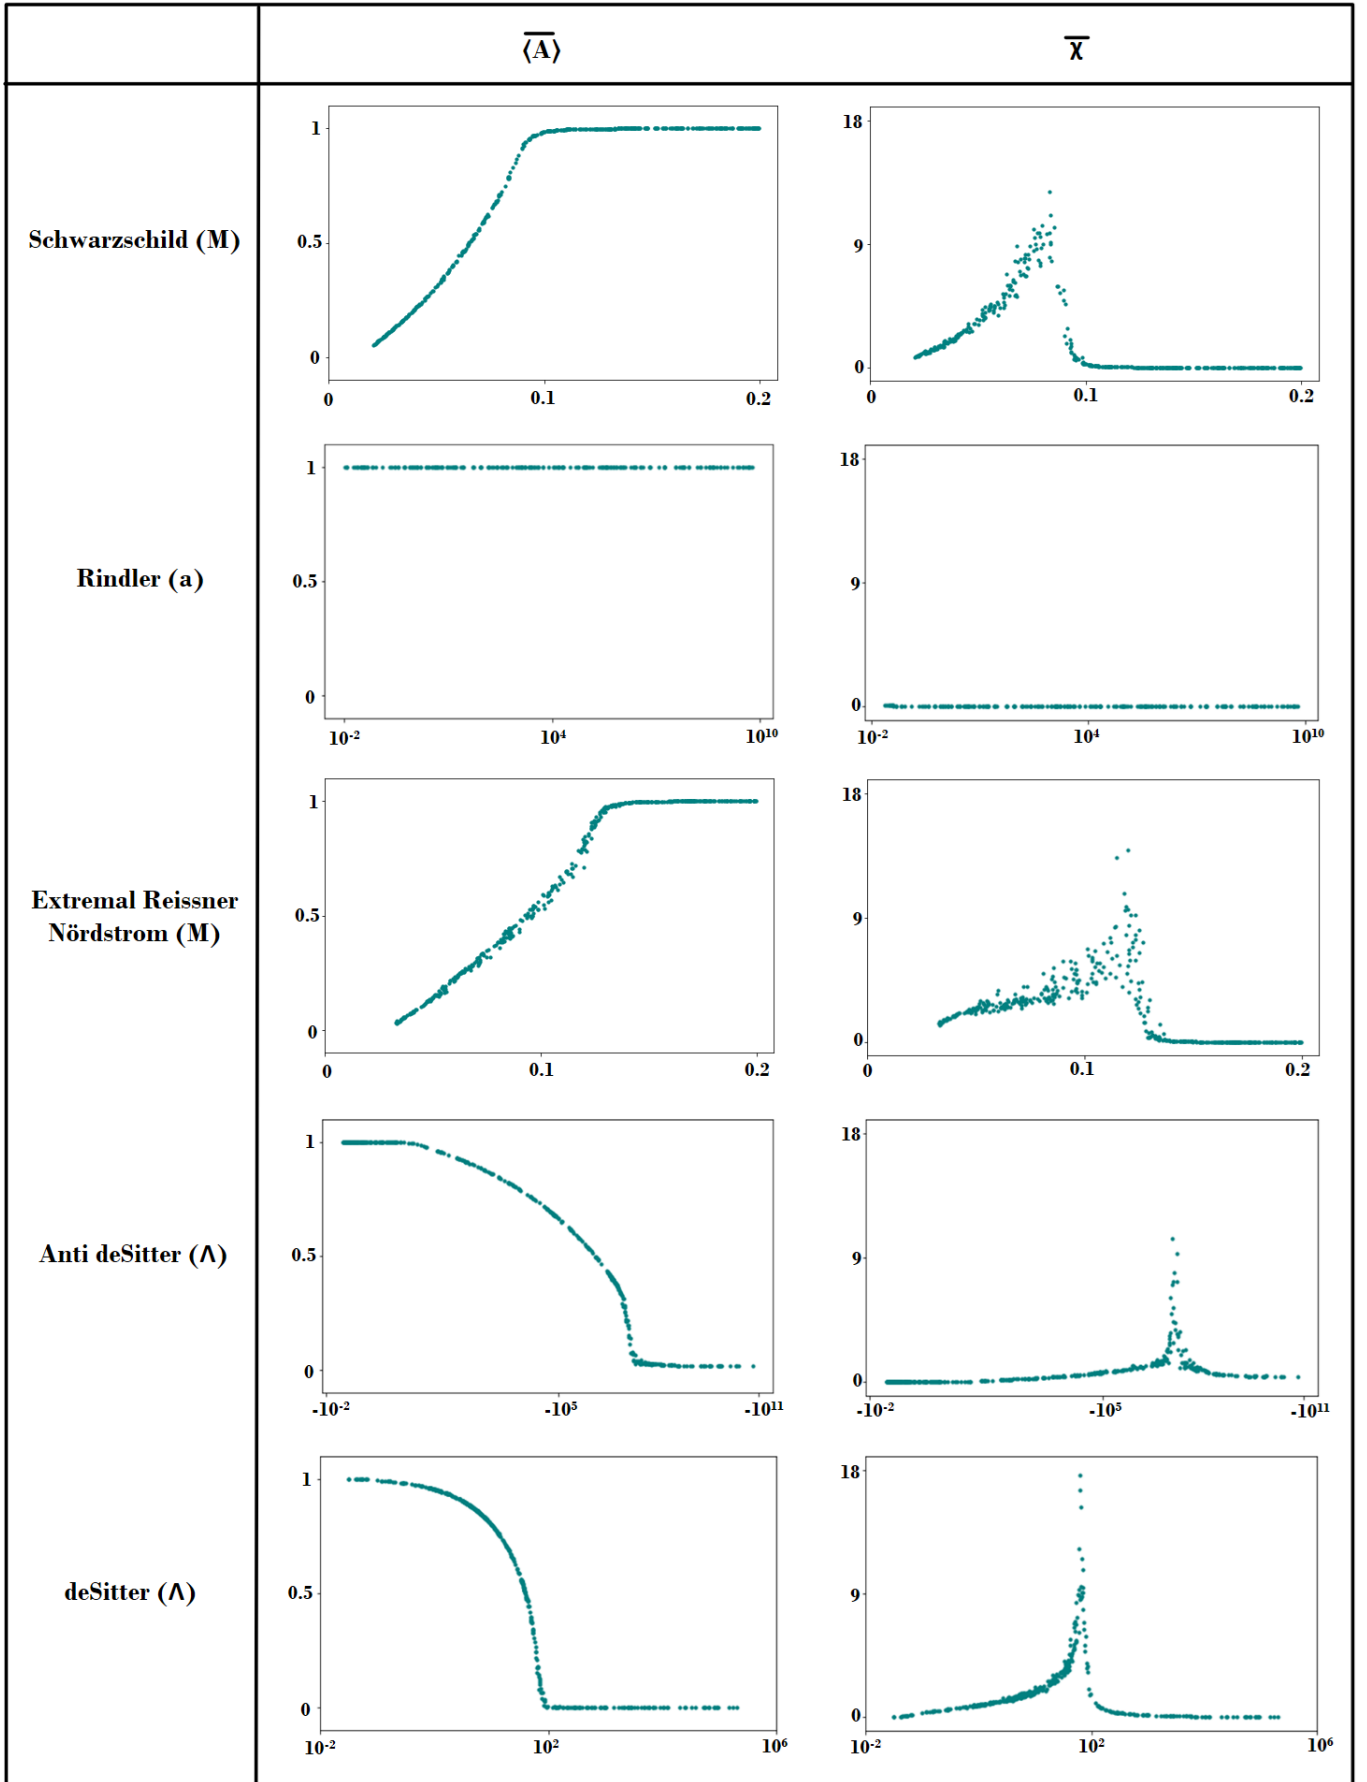 ⟨A⟩ χ
Schwarzschild (M)
1
0.5
0
0 0.1 0.2
18
9
0
0 0.1 0.2
Rindler (a)
1
0.5
0
10-2 104 1010
18
9
0
10-2 104 1010
Extremal Reissner
Nördstrom (M)
1
0.5
0
0 0.1 0.2
18
9
0
0 0.1 0.2
Anti deSitter (Λ)
1
0.5
0
-10-2 -105 -1011
18
9
0
-10-2 -105 -1011
deSitter (Λ)
1
0.5
0
10-2 102 106
18
9
0
10-2 102 106